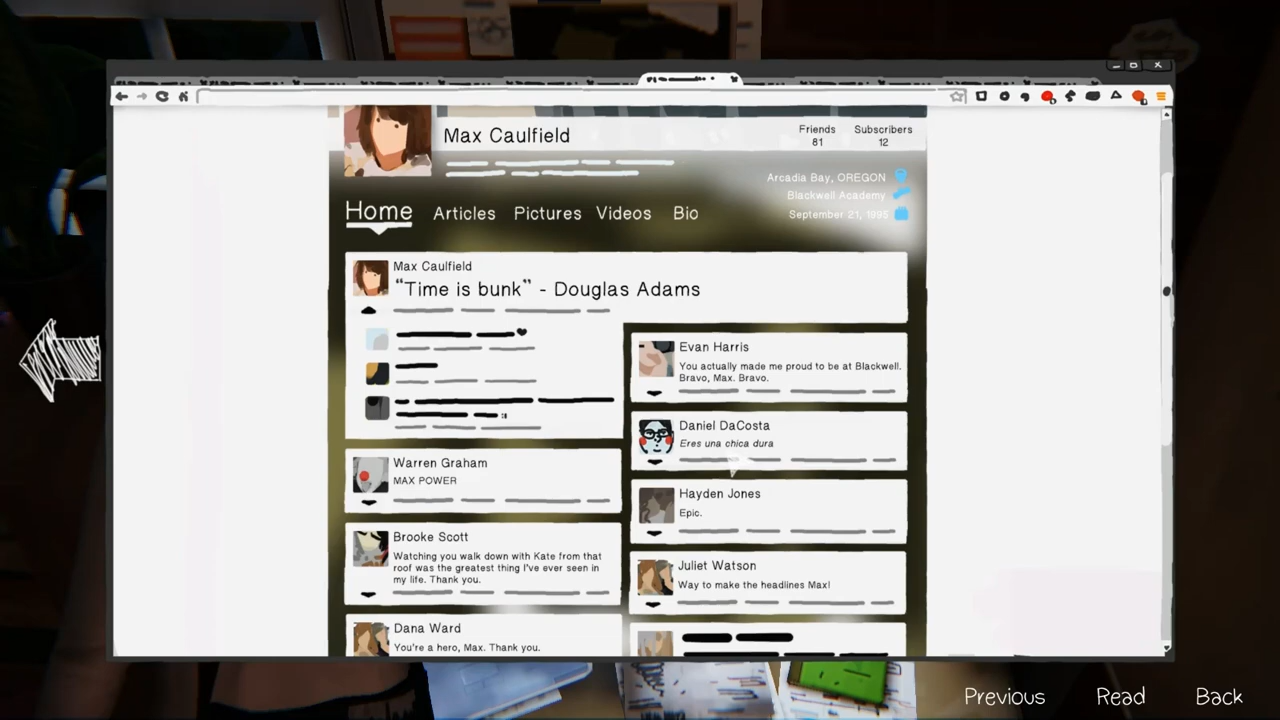 Max Caulfield
Friends
81
Subscribers
12
Arcadia Bay, OREGON
Blackwell Academy
September 21, 1995
Home Articles Pictures Videos Bio
Max Caulfield
“Time is bunk” - Douglas Adams
Warren Graham
MAX POWER
Brooke Scott
Watching you walk down with Kate from that
roof was the greatest thing I've ever seen in
my life. Thank you.
Dana Ward
You're a hero, Max. Thank you.
Evan Harris
You actually made me proud to be at Blackwell.
Bravo, Max. Bravo.
Daniel DaCosta
Eres una chica dura
Hayden Jones
Epic.
Juliet Watson
Way to make the headlines Max!
Previous Read Back